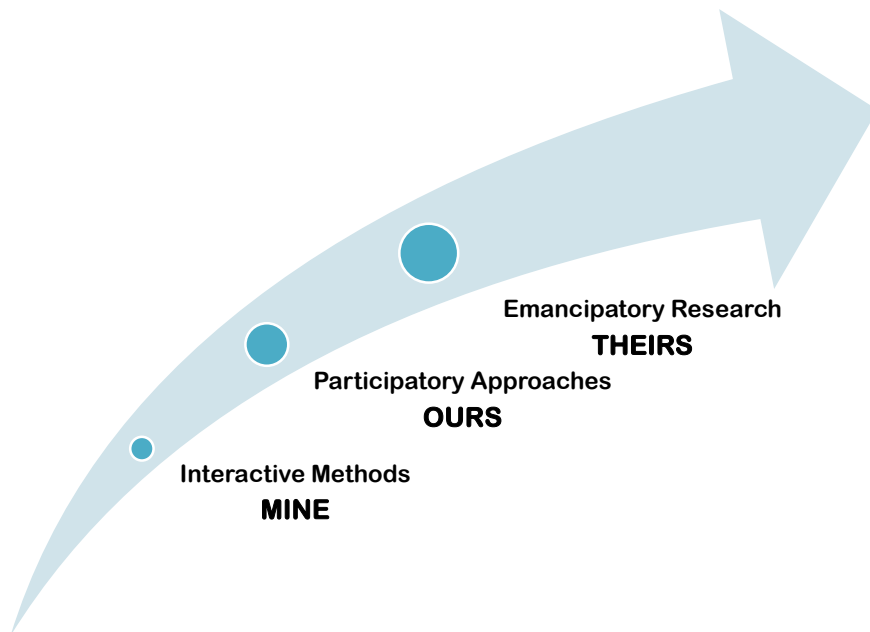 Emancipatory Research
THEIRS
Participatory Approaches
OURS
Interactive Methods
MINE